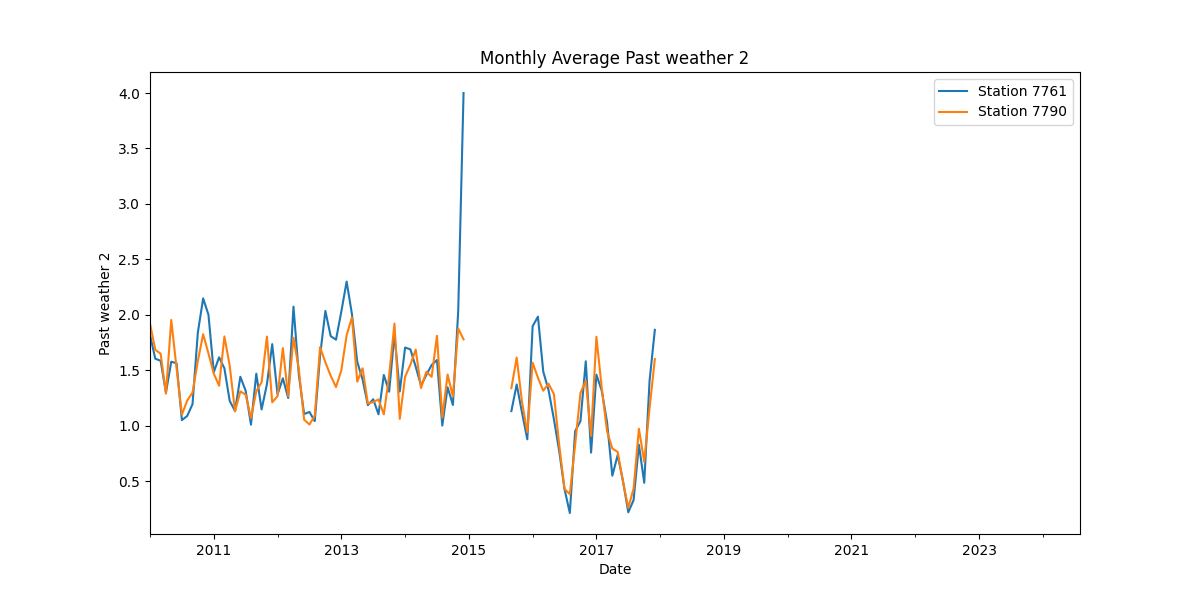 Monthly Average Past weather 2
Station 7761
Station 7790
Past weather 2
4.0
3.5
3.0
2.5
2.0
1.5
1.0
0.5
2011 2013 2015 2017 2019 2021 2023
Date